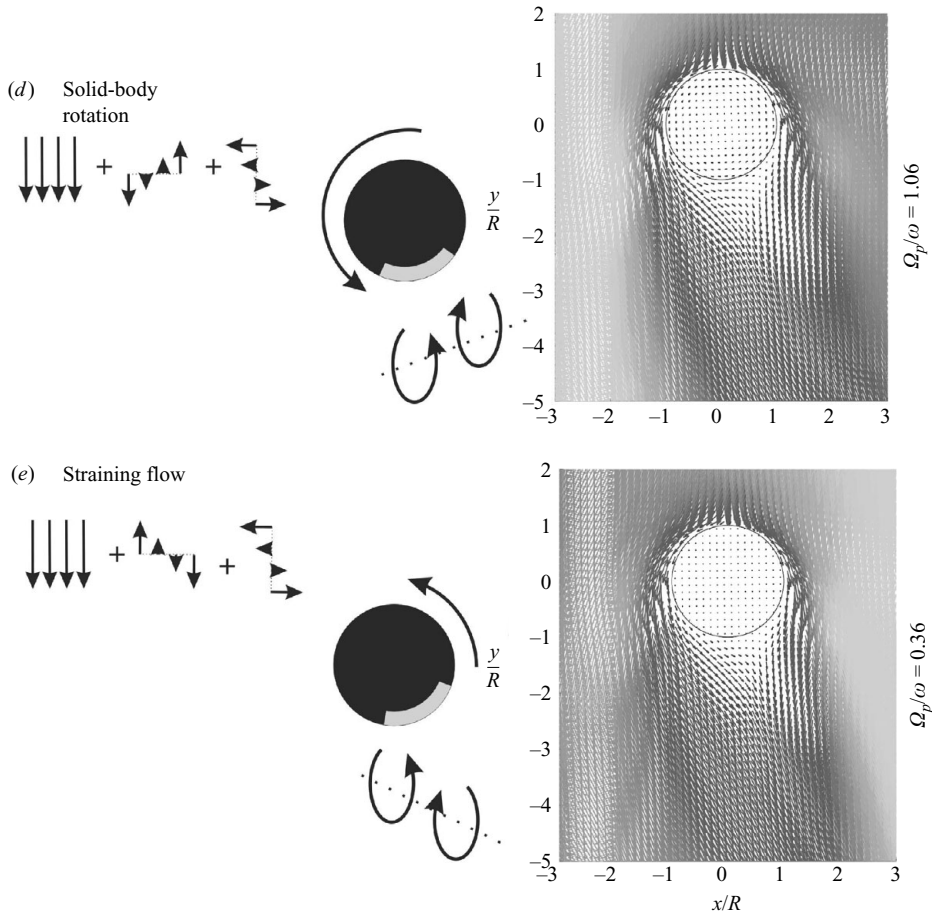 (d) Solid-body
rotation
+ +
y/R
2
1
0
–1
–2
–3
–4
–5
–3 –2 –1 0 1 2 3
Ωp/ω = 1.06
(e) Straining flow
+ +
y/R
2
1
0
–1
–2
–3
–4
–5
–3 –2 –1 0 1 2 3
x/R
Ωp/ω = 0.36